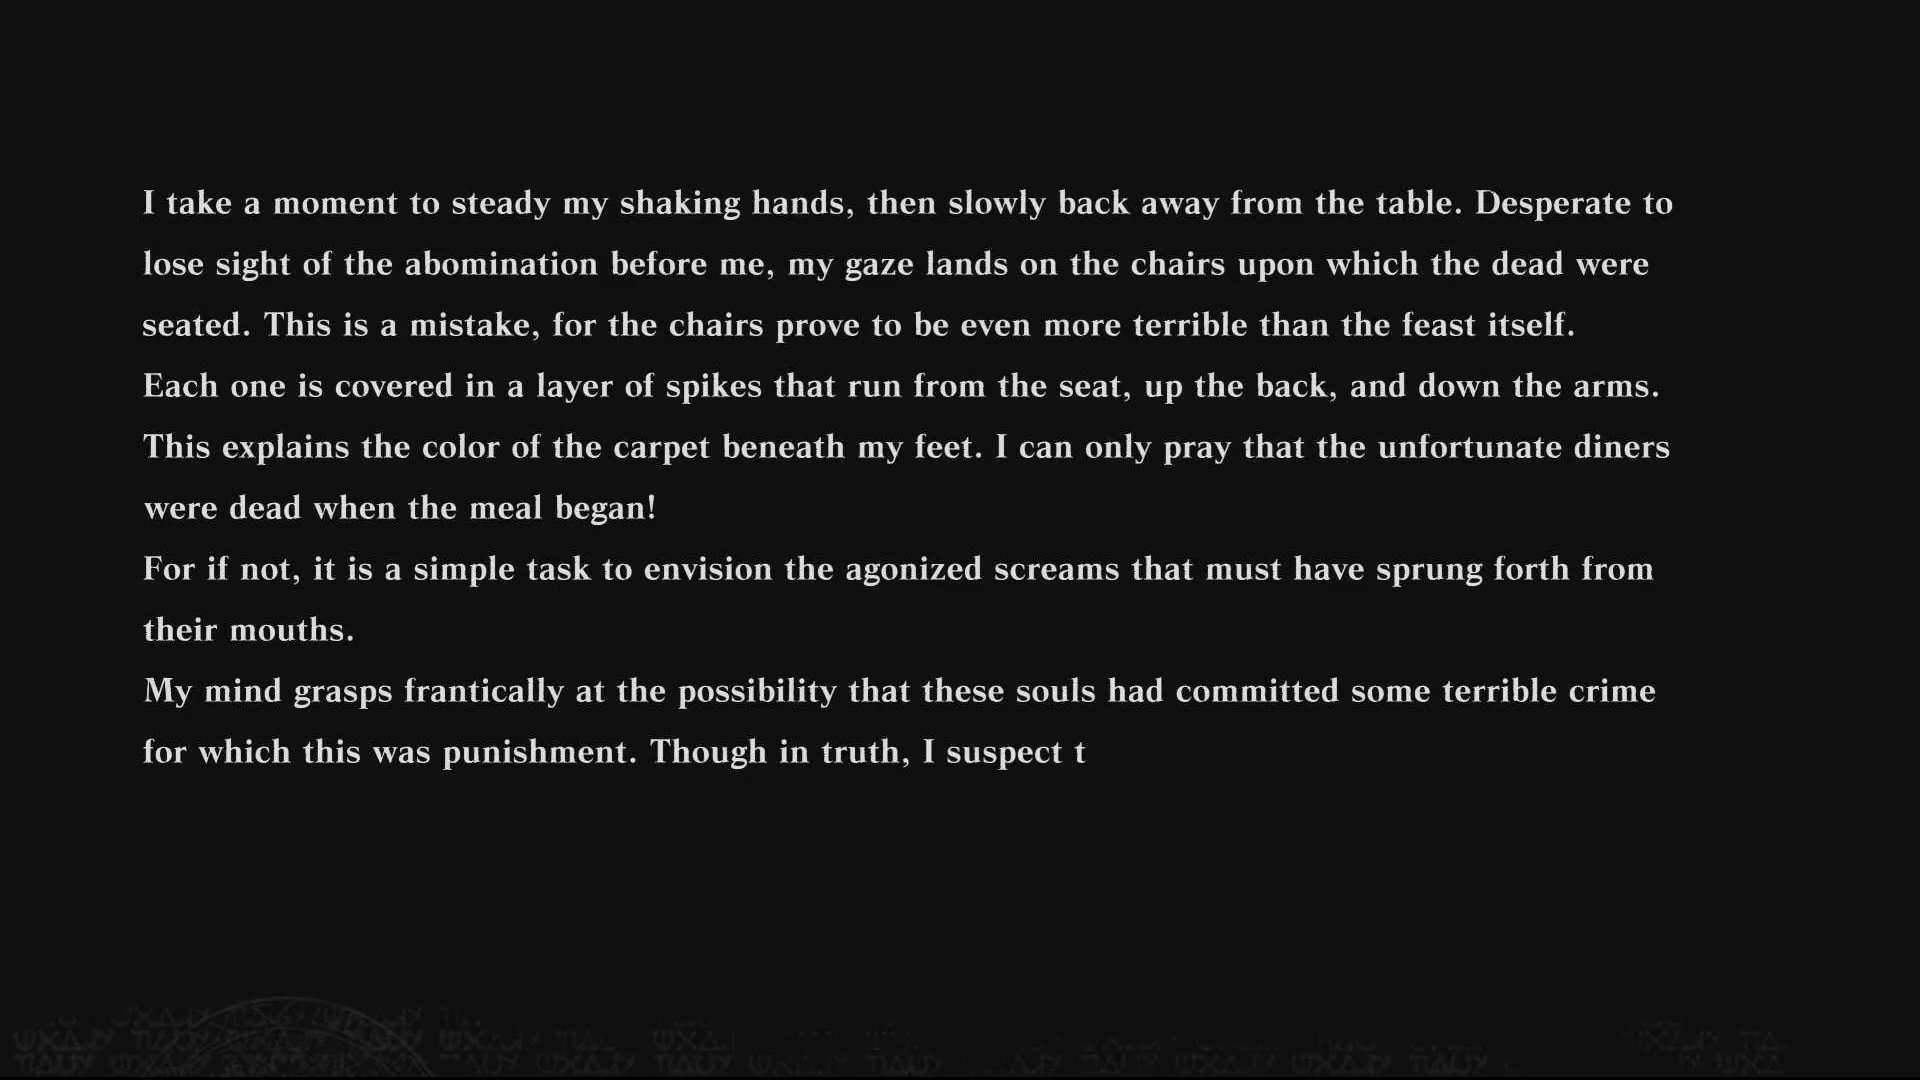 I take a moment to steady my shaking hands, then slowly back away from the table. Desperate to
lose sight of the abomination before me, my gaze lands on the chairs upon which the dead were
seated. This is a mistake, for the chairs prove to be even more terrible than the feast itself.
Each one is covered in a layer of spikes that run from the seat, up the back, and down the arms.
This explains the color of the carpet beneath my feet. I can only pray that the unfortunate diners
were dead when the meal began!
For if not, it is a simple task to envision the agonized screams that must have sprung forth from
their mouths.
My mind grasps frantically at the possibility that these souls had committed some terrible crime
for which this was punishment. Though in truth, I suspect t